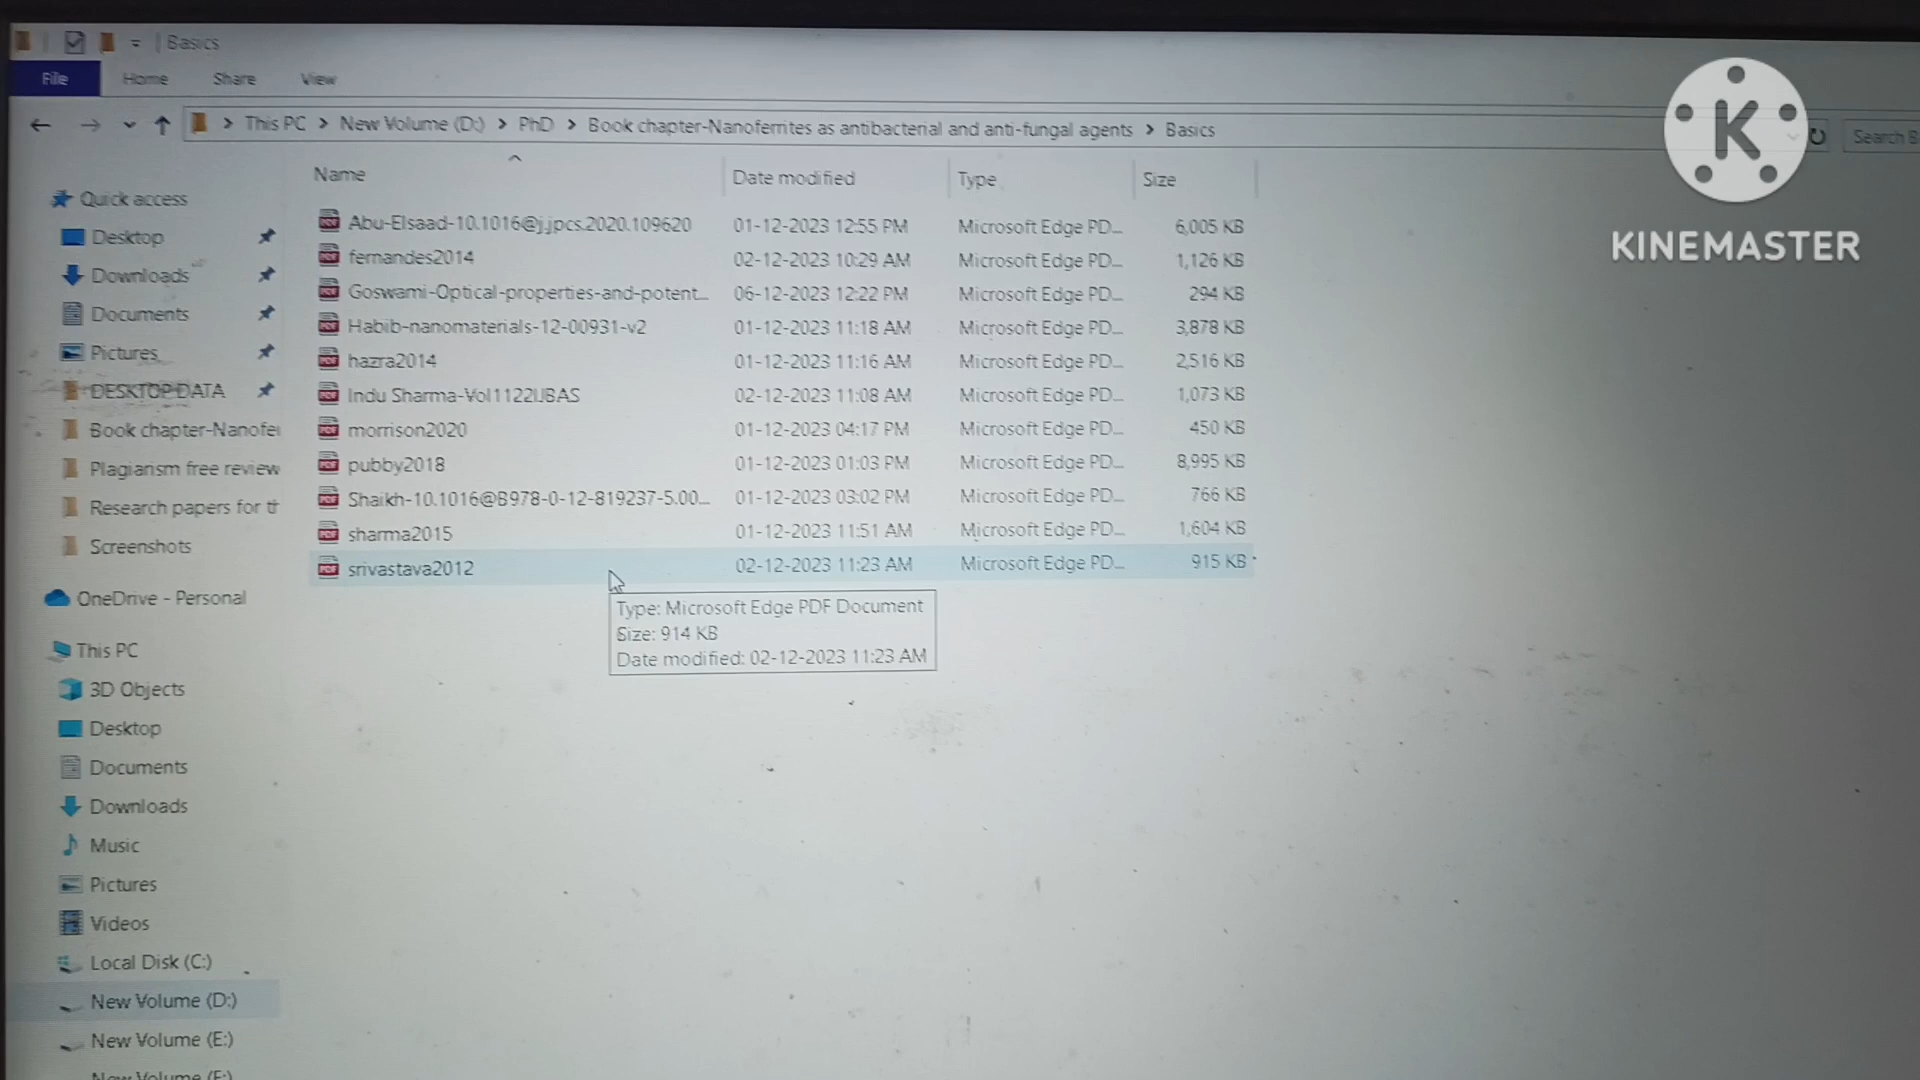 Basics
File Home Share View
This PC > New Volume (D:) > PhD > Book chapter-Nanoferrites as antibacterial and anti-fungal agents > Basics
Search B
K
KINEMASTER
Name Date modified Type Size
Abu-Elsaad-10.1016@j.jpcs.2020.109620 01-12-2023 12:55 PM Microsoft Edge PD... 6,005 KB
fernandes2014 02-12-2023 10:29 AM Microsoft Edge PD... 1,126 KB
Goswami-Optical-properties-and-potent... 06-12-2023 12:22 PM Microsoft Edge PD... 294 KB
Habib-nanomaterials-12-00931-v2 01-12-2023 11:18 AM Microsoft Edge PD... 3,878 KB
hazra2014 01-12-2023 11:16 AM Microsoft Edge PD... 2,516 KB
Indu Sharma-Vol1122IJBAS 02-12-2023 11:08 AM Microsoft Edge PD... 1,073 KB
morrison2020 01-12-2023 04:17 PM Microsoft Edge PD... 450 KB
pubby2018 01-12-2023 01:03 PM Microsoft Edge PD... 8,995 KB
Shaikh-10.1016@B978-0-12-819237-5.00... 01-12-2023 03:02 PM Microsoft Edge PD... 766 KB
sharma2015 01-12-2023 11:51 AM Microsoft Edge PD... 1,604 KB
srivastava2012 02-12-2023 11:23 AM Microsoft Edge PD... 915 KB
Type: Microsoft Edge PDF Document
Size: 914 KB
Date modified: 02-12-2023 11:23 AM
Quick access
Desktop
Downloads
Documents
Pictures
DESKTOP DATA
Book chapter-Nanofer
Plagiarism free review
Research papers for th
Screenshots
OneDrive - Personal
This PC
3D Objects
Desktop
Documents
Downloads
Music
Pictures
Videos
Local Disk (C:)
New Volume (D:)
New Volume (E:)
New Volume (F:)